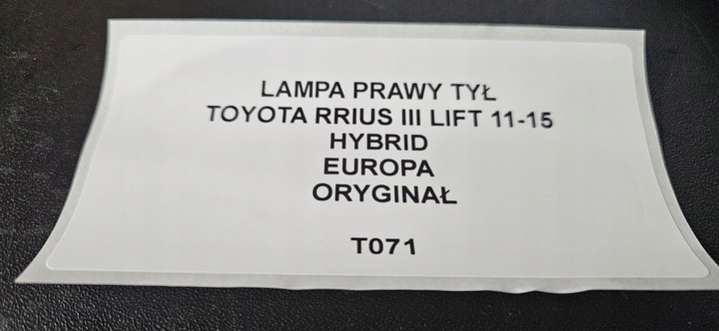 LAMPA PRAWY TYŁ
TOYOTA RRIUS III LIFT 11-15
HYBRID
EUROPA
ORYGINAŁ
T071